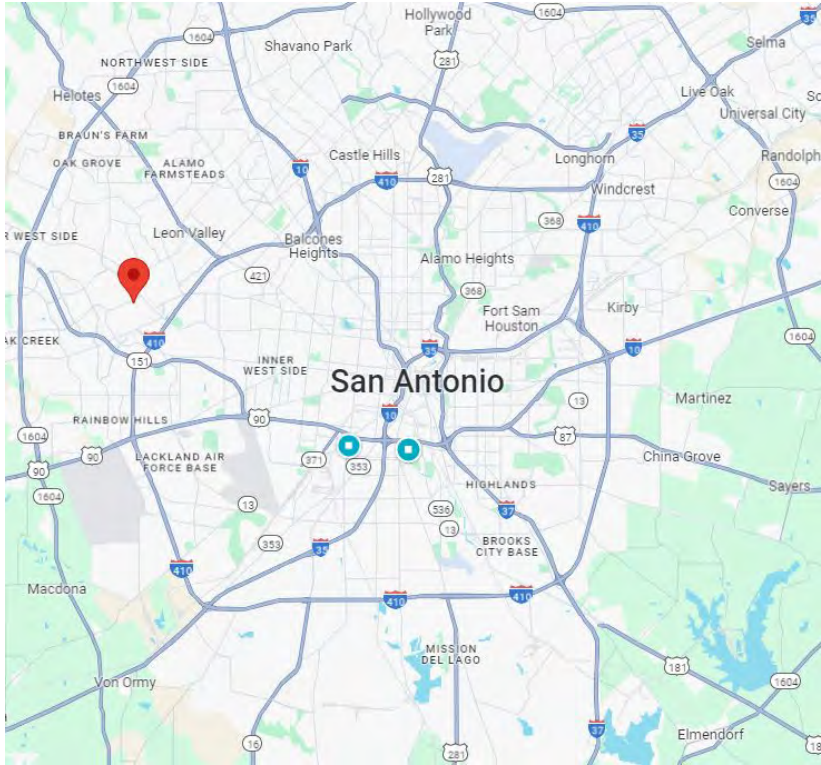 Hollywood
Park
1604
35
Shavano Park
Selma
281
NORTHWEST SIDE
1604
Helotes
Live Oak
Universal City
BRAUN'S FARM
35
OAK GROVE
ALAMO
FARMSTEADS
10
Castle Hills
410
281
Longhorn
Randolph
1604
Windcrest
Converse
R WEST SIDE
Leon Valley
Balcones
Heights
368
410
421
Alamo Heights
368
Fort Sam
Houston
Kirby
AK CREEK
410
151
INNER
WEST SIDE
35
10
1604
San Antonio
13
Martinez
RAINBOW HILLS
90
10
87
1604
90
90
LACKLAND AIR
FORCE BASE
371
353
China Grove
HIGHLANDS
Sayers
1604
13
536
37
13
353
35
BROOKS
CITY BASE
410
Macdona
410
410
MISSION
DEL LAGO
181
Von Ormy
1604
37
Elmendorf
16
281